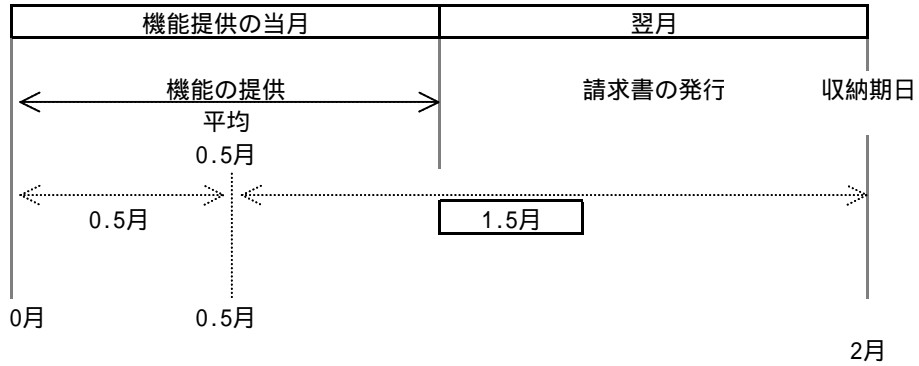 機能提供の当月 翌月
機能の提供 請求書の発行 収納期日
平均
0.5月
0.5月 1.5月
0月 0.5月
2月